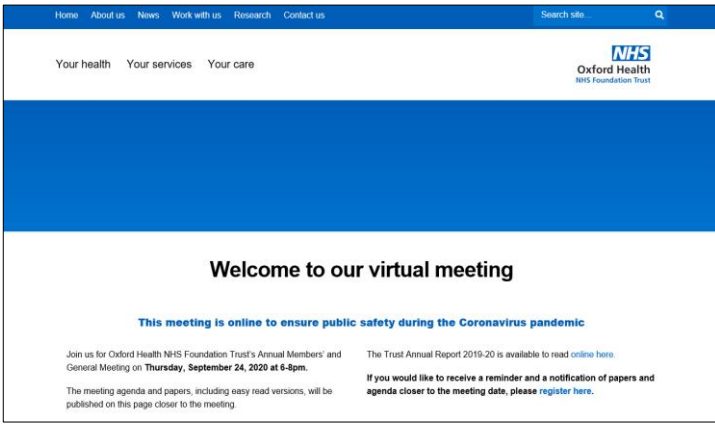 Home About us News Work with us Research Contact us Search site...
Your health Your services Your care
NHS
Oxford Health
NHS Foundation Trust
Welcome to our virtual meeting
This meeting is online to ensure public safety during the Coronavirus pandemic
Join us for Oxford Health NHS Foundation Trust's Annual Members' and
General Meeting on Thursday, September 24, 2020 at 6-8pm.
The meeting agenda and papers, including easy read versions, will be
published on this page closer to the meeting.
The Trust Annual Report 2019-20 is available to read online here.
If you would like to receive a reminder and a notification of papers and
agenda closer to the meeting date, please register here.